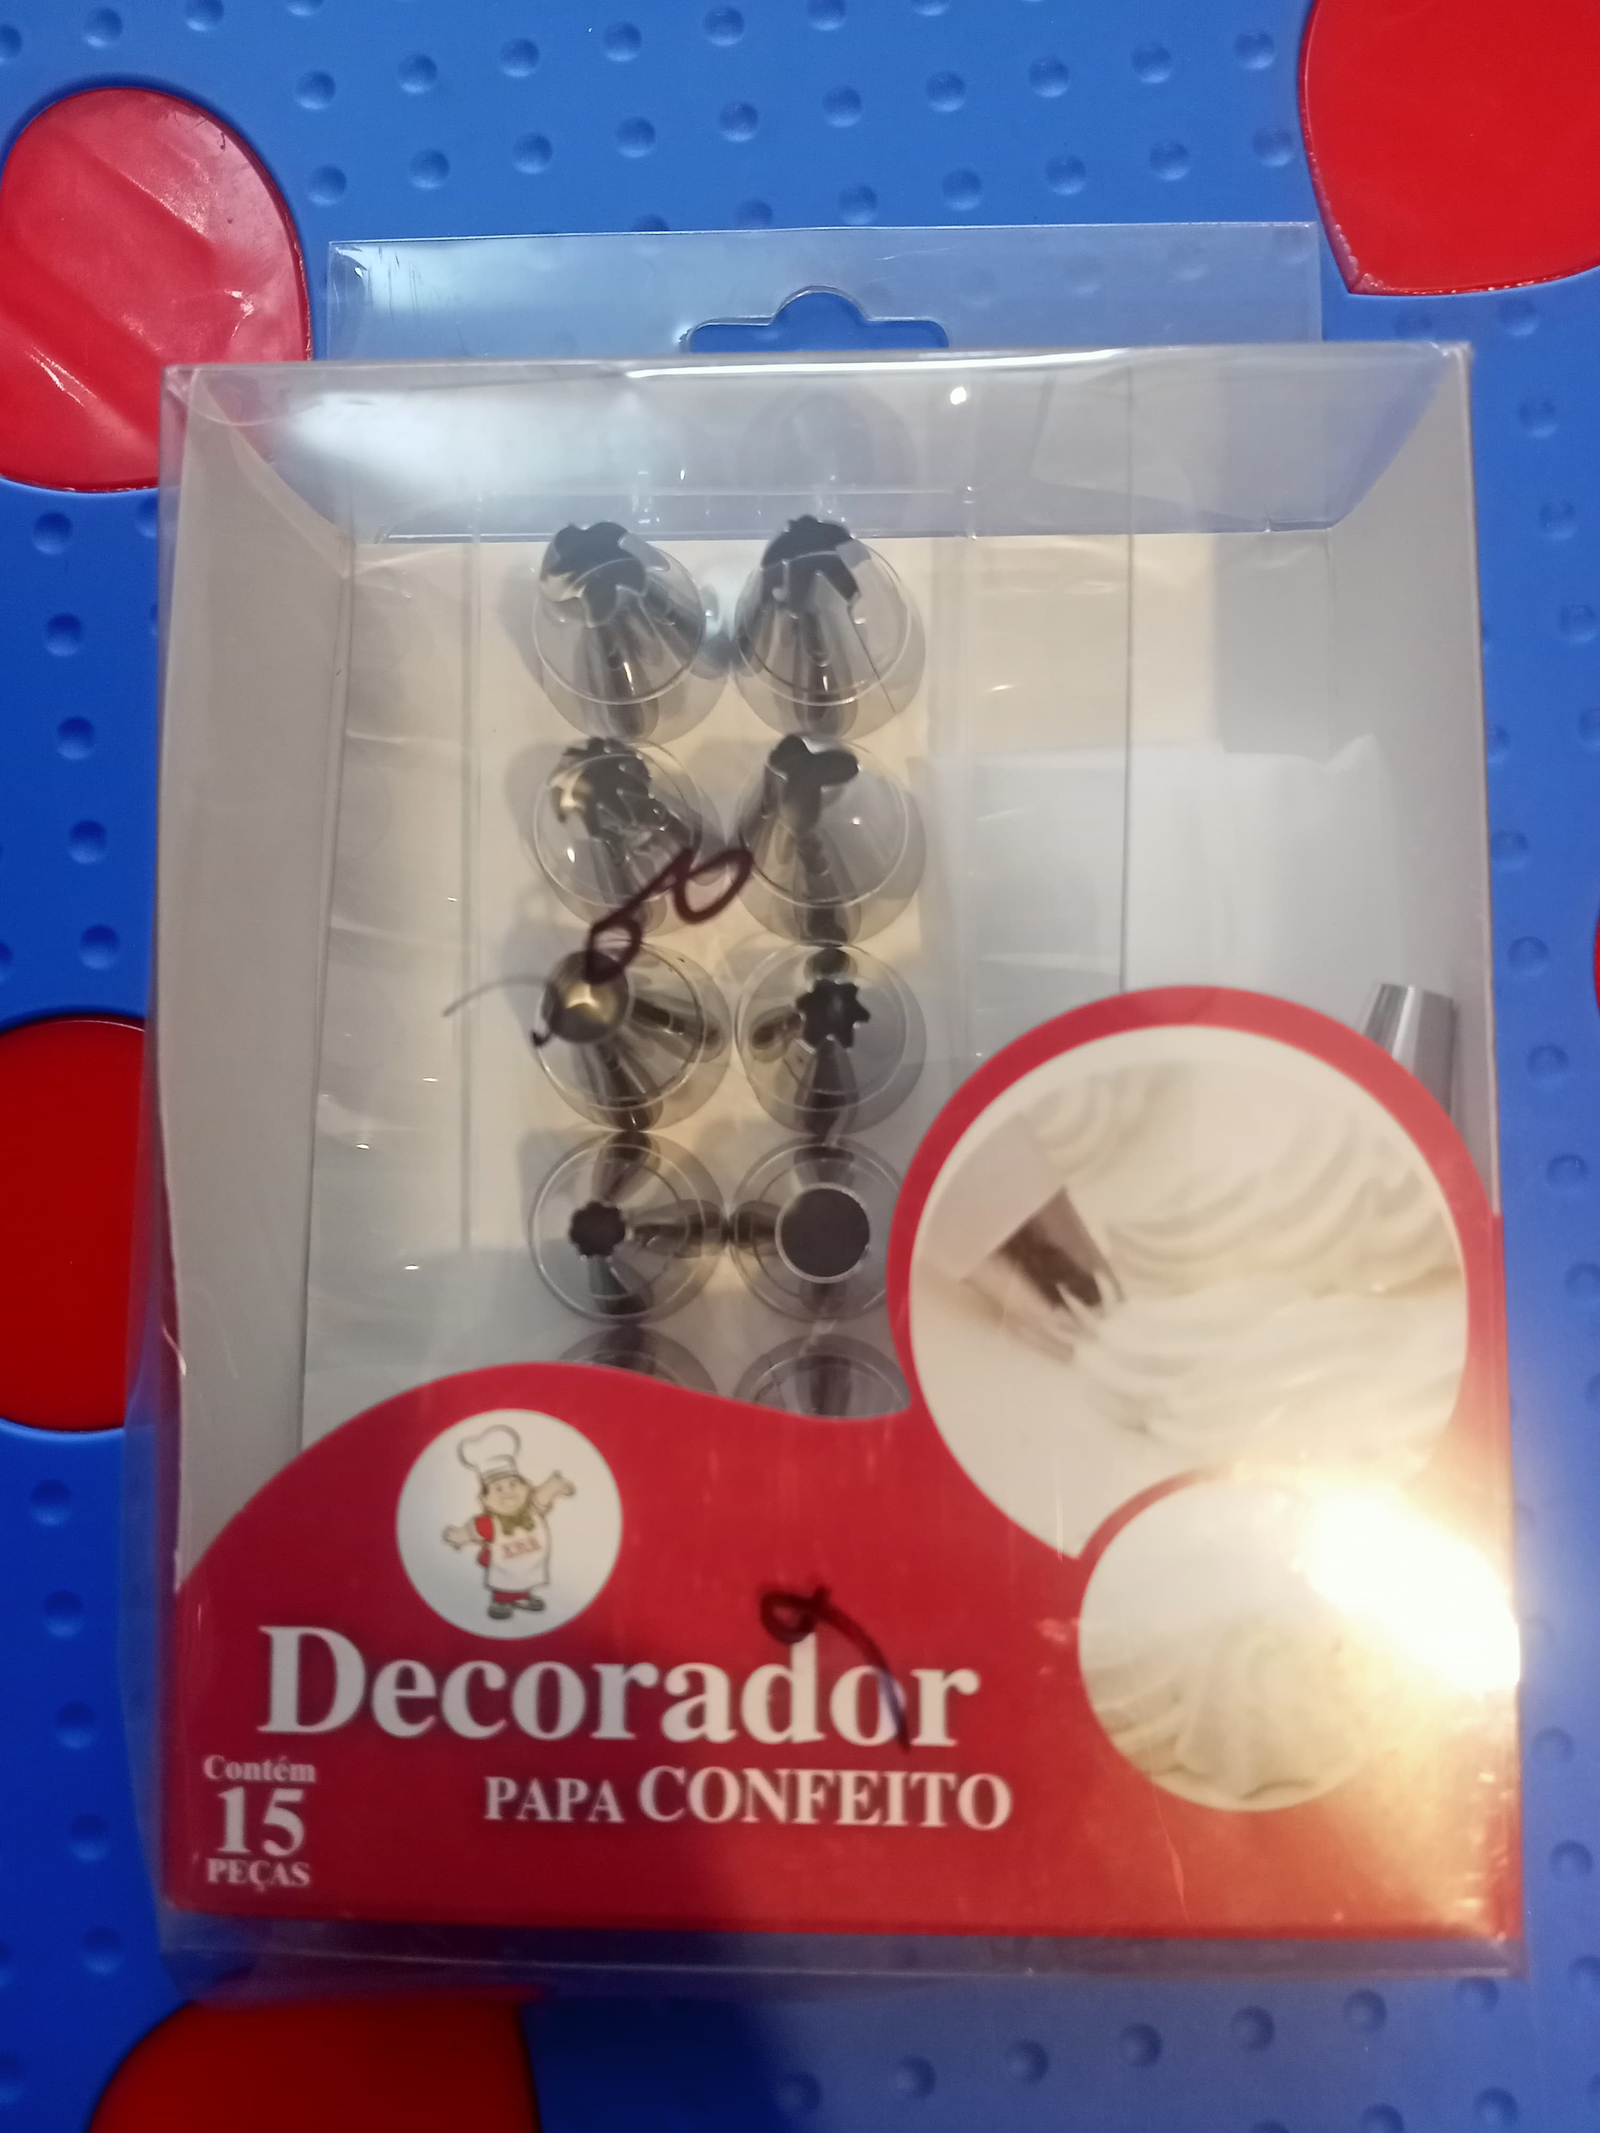 Decorador
PAPA CONFEITO
Contém
15
PEÇAS